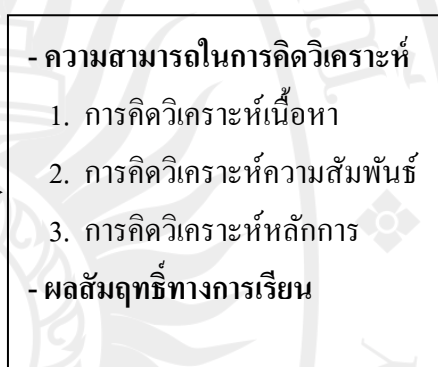 - ความสามารถในการคิดวิเคราะห์
1. การคิดวิเคราะห์เนื้อหา
2. การคิดวิเคราะห์ความสัมพันธ์
3. การคิดวิเคราะห์หลักการ
- ผลสัมฤทธิ์ทางการเรียน